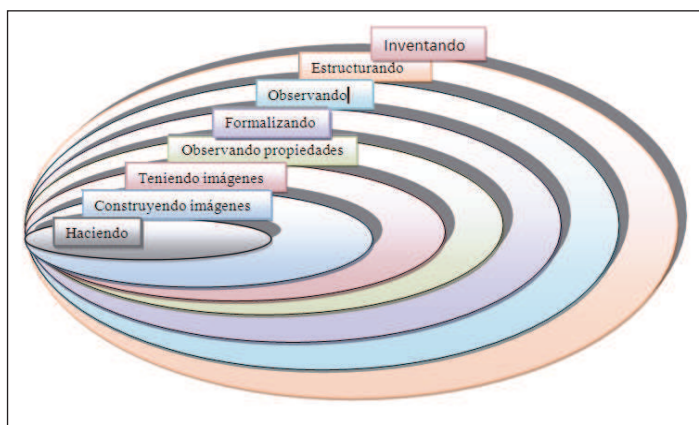 Inventando
Estructurando
Observando
Formalizando
Observando propiedades
Teniendo imágenes
Construyendo imágenes
Haciendo